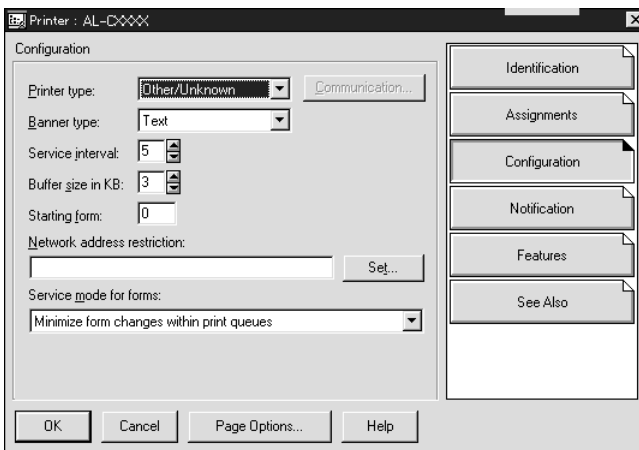 Printer : AL-CXXXX
Configuration
Printer type: Other/Unknown Communication...
Banner type: Text
Service interval: 5
Buffer size in KB: 3
Starting form: 0
Network address restriction:
Set...
Service mode for forms:
Minimize form changes within print queues
OK Cancel Page Options... Help
Identification
Assignments
Configuration
Notification
Features
See Also